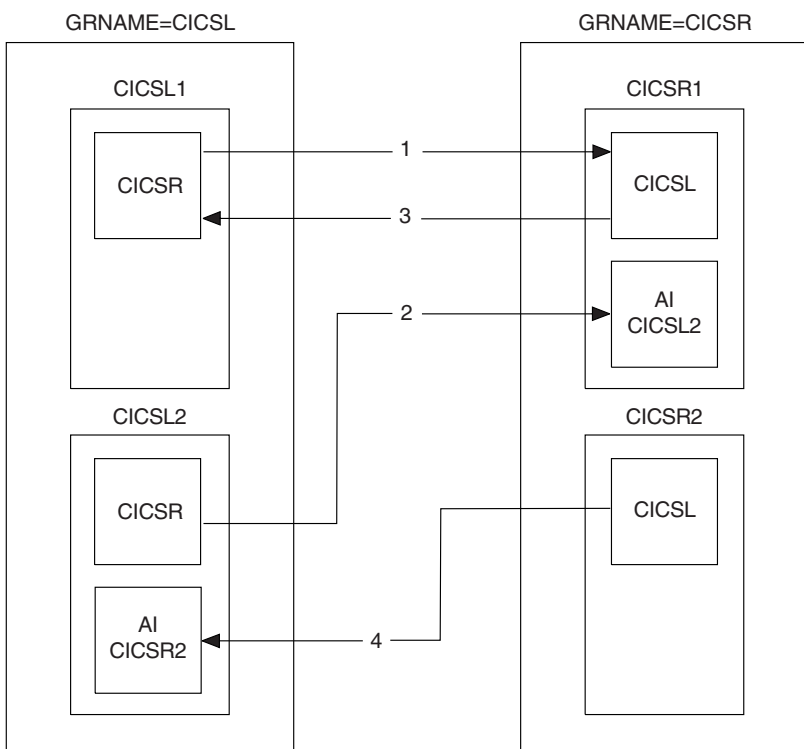 GRNAME=CICSL
GRNAME=CICSR
CICSL1
CICSR1
CICSR
1
CICSL
3
AI
CICSL2
2
CICSL2
CICSR2
CICSR
CICSL
AI
CICSR2
4